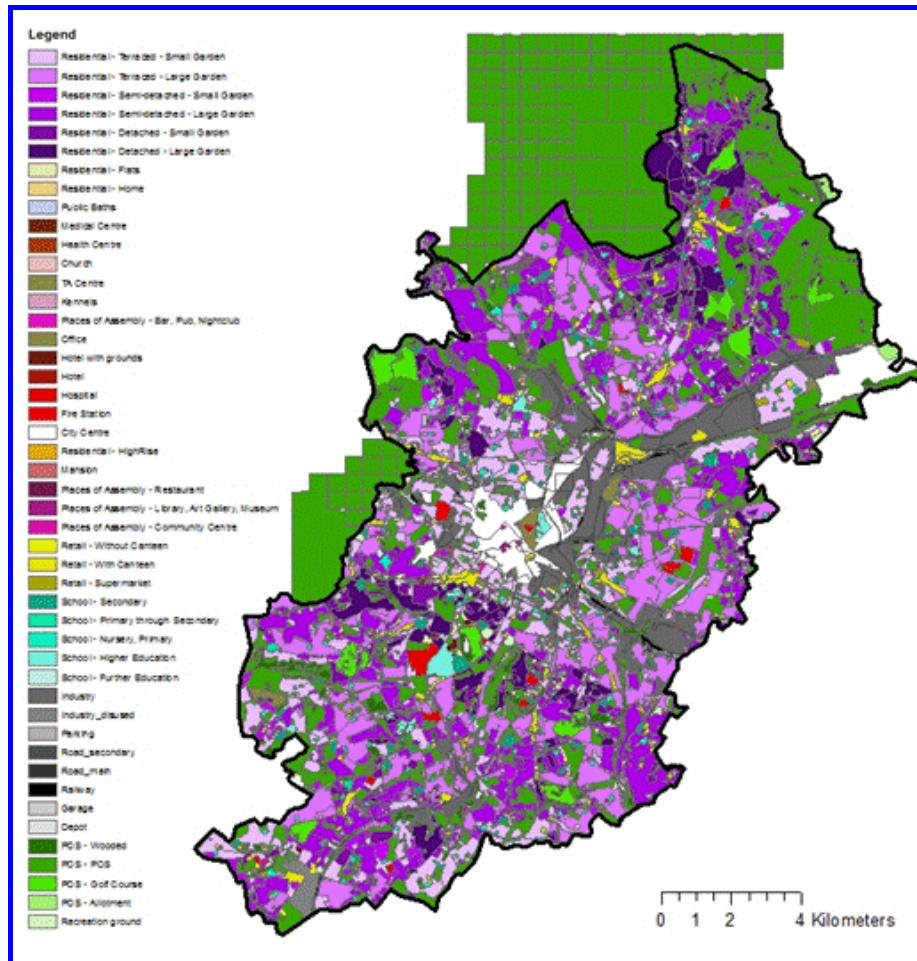 Legend
Residential - Terraced - Small Garden
Residential - Terraced - Large Garden
Residential - Semi-detached - Small Garden
Residential - Semi-detached - Large Garden
Residential - Detached - Small Garden
Residential - Detached - Large Garden
Residential - Flats
Residential - Home
Public Baths
Medical Centre
Health Centre
Church
TA Centre
Kennels
Places of Assembly - Bar, Pub, Nightclub
Office
Hotel with grounds
Hotel
Hospital
Fire Station
City Centre
Residential - HighRise
Mansion
Places of Assembly - Restaurant
Places of Assembly - Library, Art Gallery, Museum
Places of Assembly - Community Centre
Retail - Without Canteen
Retail - With Canteen
Retail - Supermarket
School - Secondary
School - Primary through Secondary
School - Nursery, Primary
School - Higher Education
School - Further Education
Industry
Industry_disused
Parking
Road_secondary
Road_main
Railway
Garage
Depot
POS - Wooded
POS - POS
POS - Golf Course
POS - Allotment
Recreation ground
0 1 2 4 Kilometers